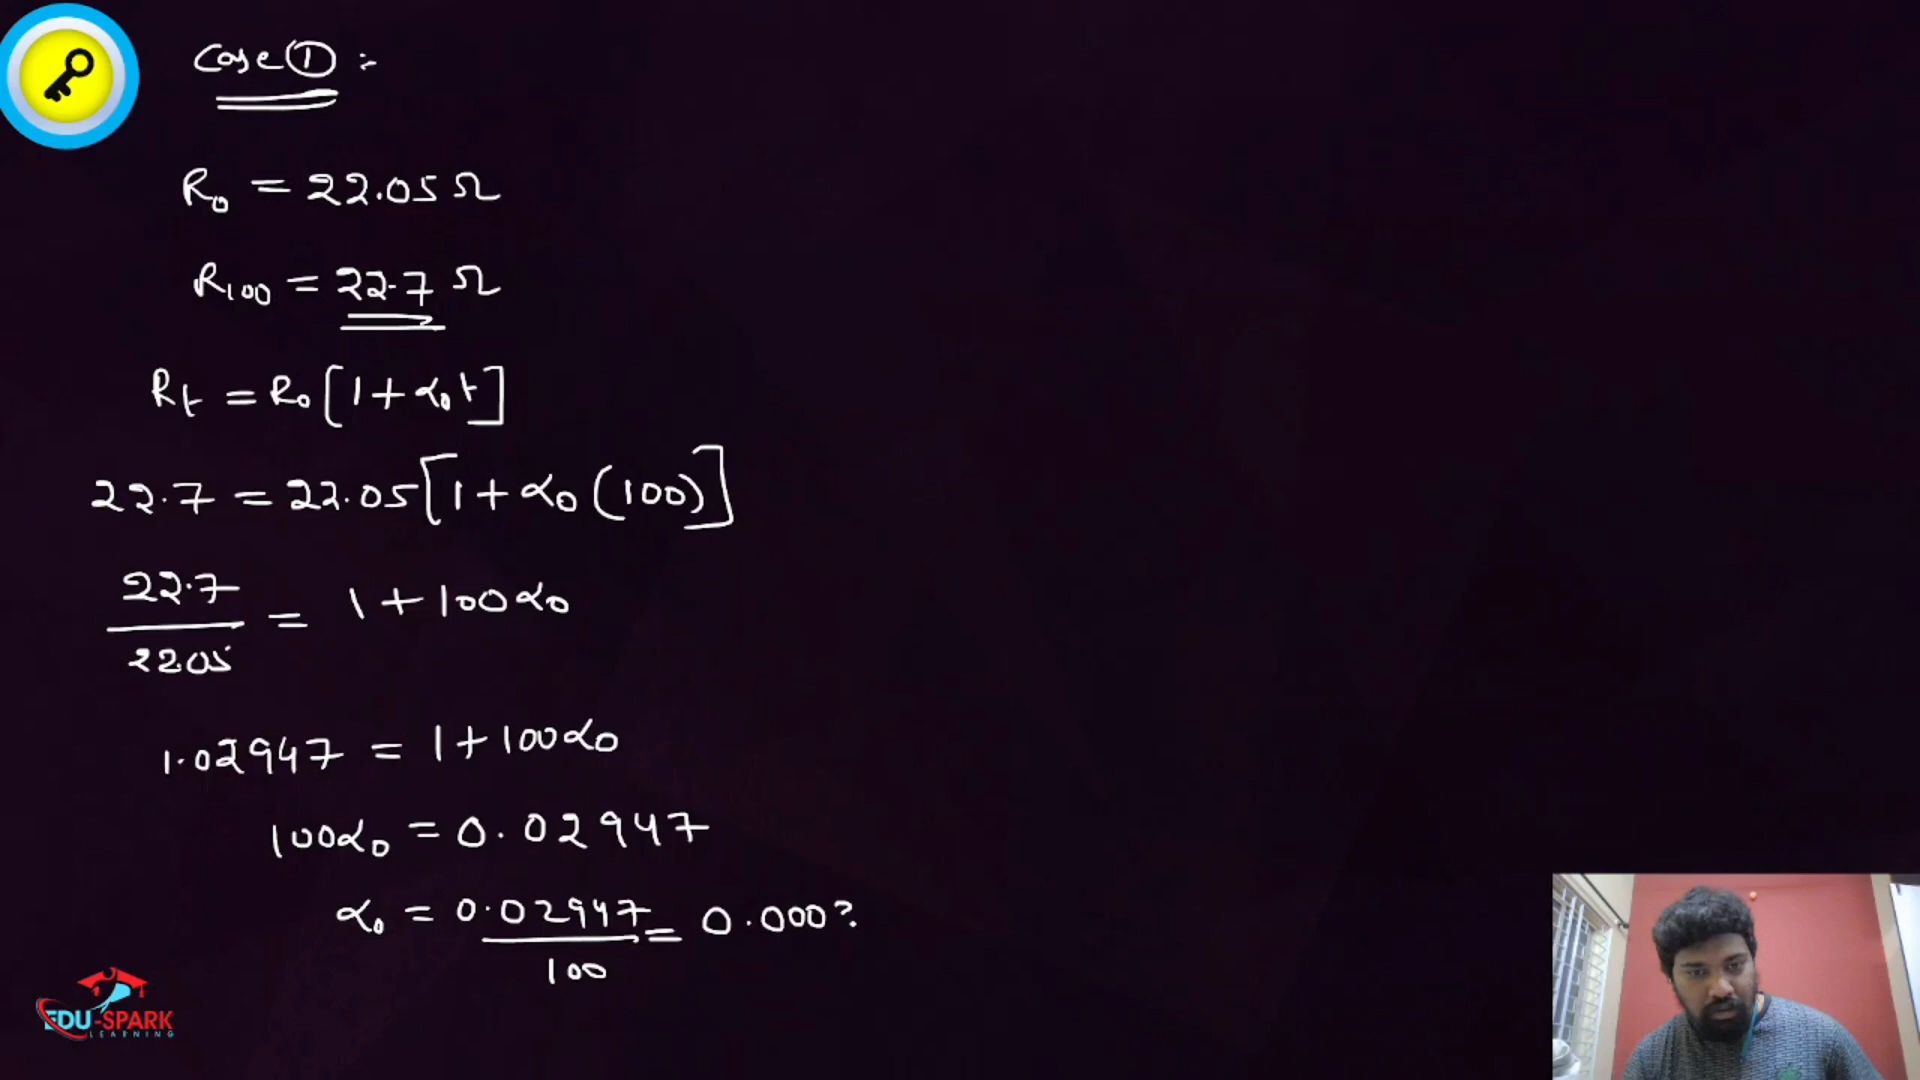 Case ① :-
R₀ = 22.05 Ω
R₁₀₀ = 22.7 Ω
Rt = R₀ [1 + α₀t]
22.7 = 22.05 [1 + α₀ (100)]
22.7 / 22.05 = 1 + 100α₀
1.02947 = 1 + 100α₀
100α₀ = 0.02947
α₀ = 0.02947 / 100 = 0.000?
EDU-SPARK
LEARNING